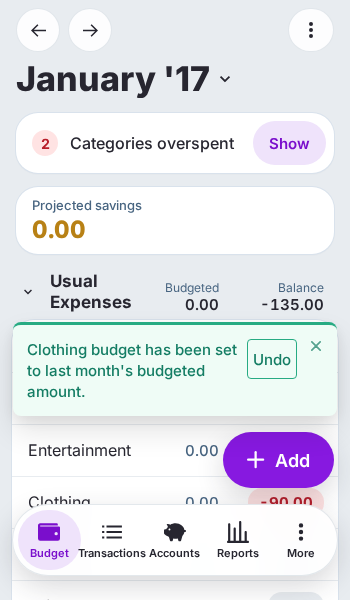 January '17
2 Categories overspent Show
Projected savings
0.00
Usual Expenses Budgeted 0.00 Balance -135.00
Clothing budget has been set
to last month's budgeted
amount.
Undo
Entertainment 0.00
Add
Clothing 0.00 -90.00
Budget Transactions Accounts Reports More